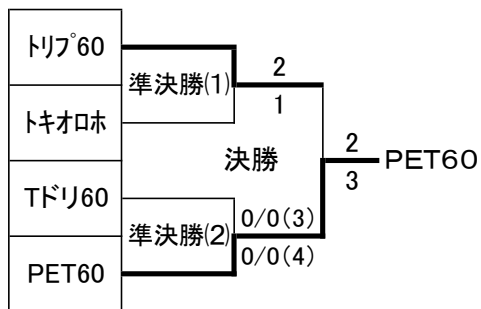 トリプ60
トキオロホ
Tドリ60
PET60
準決勝(1)
準決勝(2)
2
1
決勝
0/0(3)
0/0(4)
2
3
PET60